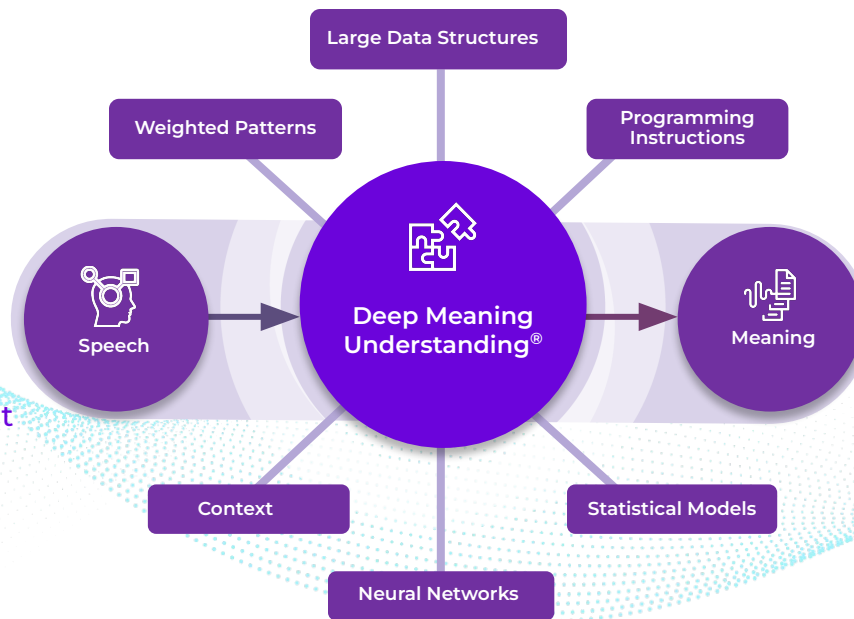 Large Data Structures
Weighted Patterns
Programming
Instructions
Speech
Deep Meaning
Understanding®
Meaning
t
Context
Statistical Models
Neural Networks